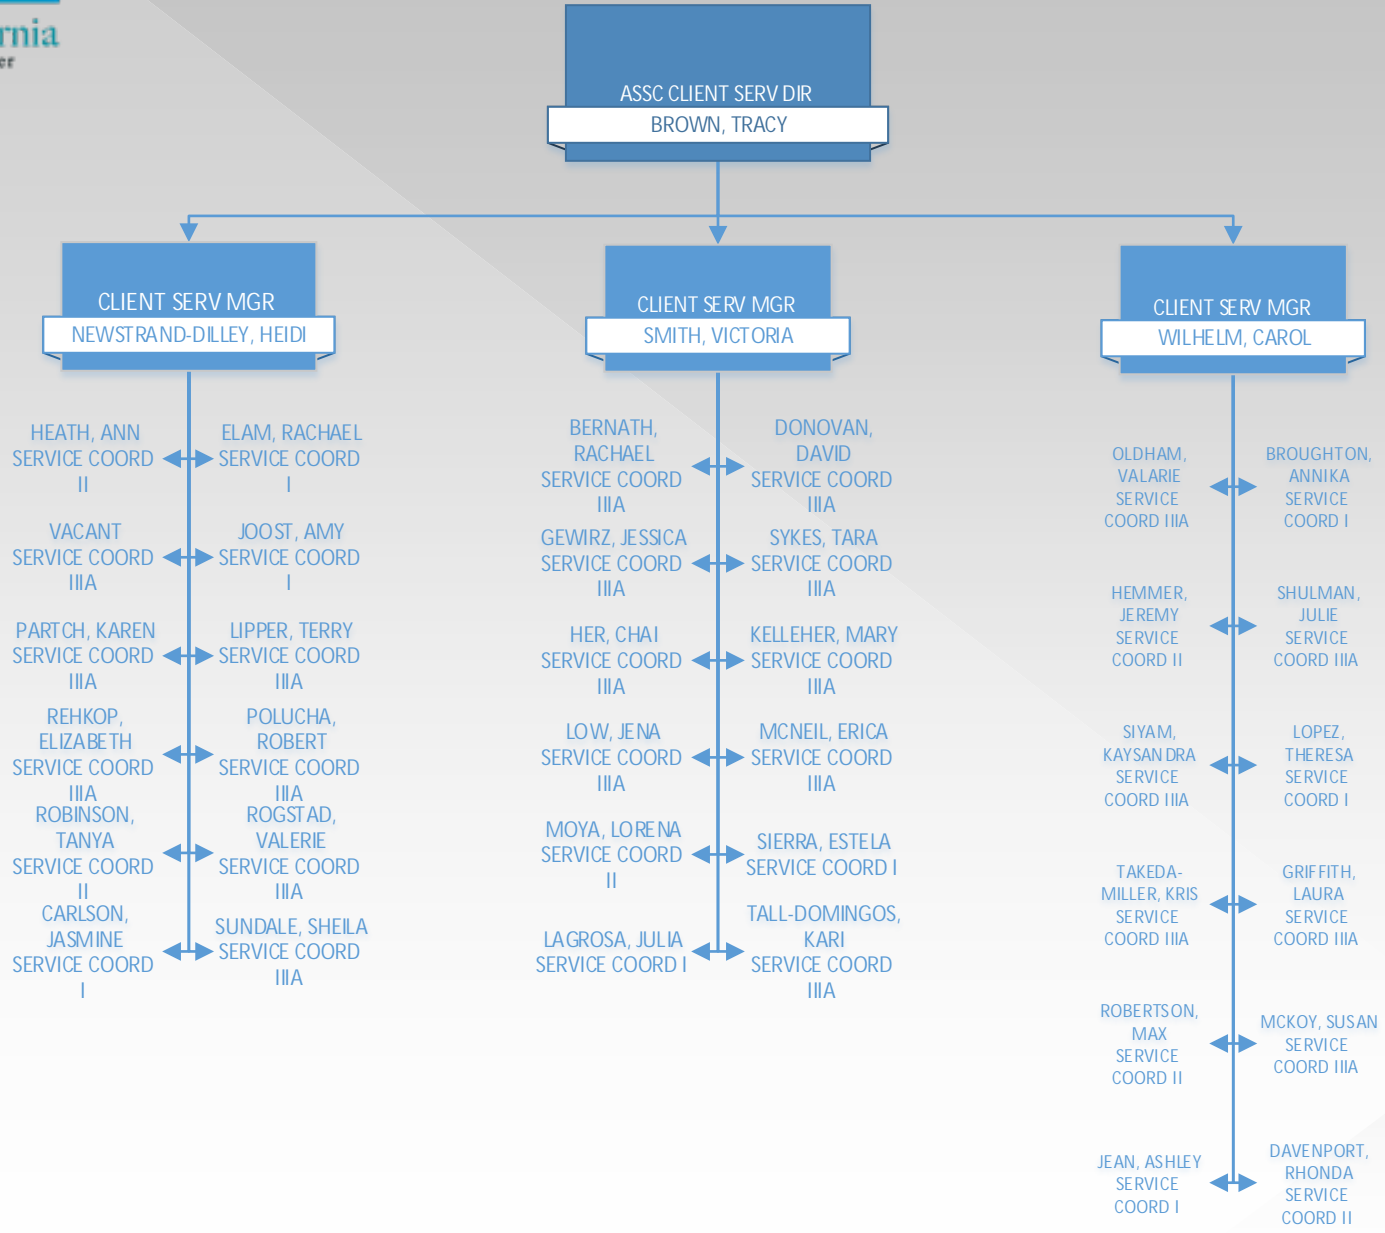 ASSC CLIENT SERV DIR
BROWN, TRACY
CLIENT SERV MGR
NEWSTRAND-DILLEY, HEIDI
HEATH, ANN
SERVICE COORD
II
ELAM, RACHAEL
SERVICE COORD
I
VACANT
SERVICE COORD
IIIA
JOOST, AMY
SERVICE COORD
I
PARTCH, KAREN
SERVICE COORD
IIIA
LIPPER, TERRY
SERVICE COORD
IIIA
REHKOP,
ELIZABETH
SERVICE COORD
IIIA
POLUCHA,
ROBERT
SERVICE COORD
IIIA
ROBINSON,
TANYA
SERVICE COORD
II
ROGSTAD,
VALERIE
SERVICE COORD
IIIA
CARLSON,
JASMINE
SERVICE COORD
I
SUNDALE, SHEILA
SERVICE COORD
IIIA
CLIENT SERV MGR
SMITH, VICTORIA
BERNATH,
RACHAEL
SERVICE COORD
IIIA
DONOVAN,
DAVID
SERVICE COORD
IIIA
GEWIRZ, JESSICA
SERVICE COORD
IIIA
SYKES, TARA
SERVICE COORD
IIIA
HER, CHAI
SERVICE COORD
IIIA
KELLEHER, MARY
SERVICE COORD
IIIA
LOW, JENA
SERVICE COORD
IIIA
MCNEIL, ERICA
SERVICE COORD
IIIA
MOYA, LORENA
SERVICE COORD
II
SIERRA, ESTELA
SERVICE COORD I
LAGROSA, JULIA
SERVICE COORD I
TALL-DOMINGOS,
KARI
SERVICE COORD
IIIA
CLIENT SERV MGR
WILHELM, CAROL
OLDHAM,
VALARIE
SERVICE
COORD IIIA
BROUGHTON,
ANNIKA
SERVICE
COORD I
HEMMER,
JEREMY
SERVICE
COORD II
SHULMAN,
JULIE
SERVICE
COORD IIIA
SIYAM,
KAYSANDRA
SERVICE
COORD IIIA
LOPEZ,
THERESA
SERVICE
COORD I
TAKEDA-
MILLER, KRIS
SERVICE
COORD IIIA
GRIFFITH,
LAURA
SERVICE
COORD IIIA
ROBERTSON,
MAX
SERVICE
COORD II
MCKOY, SUSAN
SERVICE
COORD IIIA
JEAN, ASHLEY
SERVICE
COORD I
DAVENPORT,
RHONDA
SERVICE
COORD II